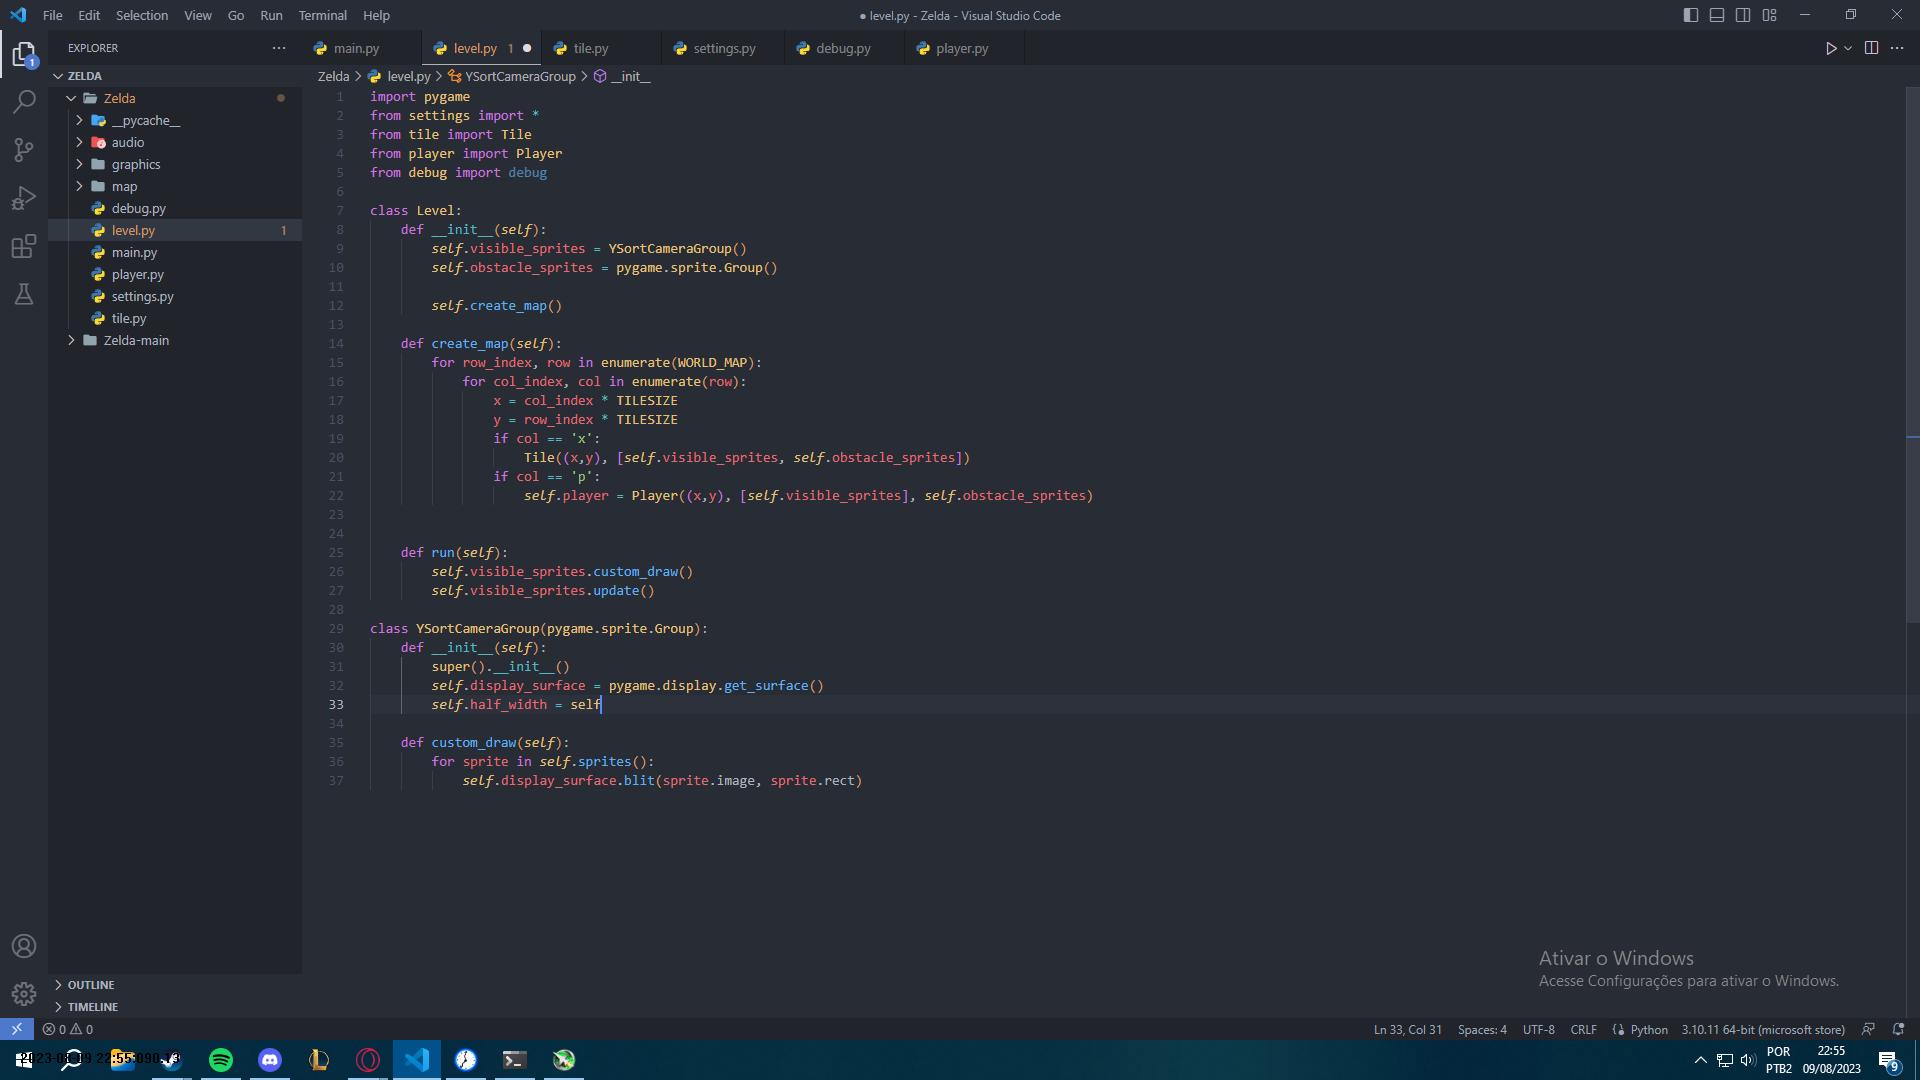 File Edit Selection View Go Run Terminal Help
● level.py - Zelda - Visual Studio Code
EXPLORER
main.py level.py 1 tile.py settings.py debug.py player.py
ZELDA
Zelda
__pycache__
audio
graphics
map
debug.py
level.py 1
main.py
player.py
settings.py
tile.py
Zelda-main
OUTLINE
TIMELINE
1
Zelda > level.py > YSortCameraGroup > __init__
1 import pygame
2 from settings import *
3 from tile import Tile
4 from player import Player
5 from debug import debug
6
7 class Level:
8     def __init__(self):
9         self.visible_sprites = YSortCameraGroup()
10         self.obstacle_sprites = pygame.sprite.Group()
11
12         self.create_map()
13
14     def create_map(self):
15         for row_index, row in enumerate(WORLD_MAP):
16             for col_index, col in enumerate(row):
17                 x = col_index * TILESIZE
18                 y = row_index * TILESIZE
19                 if col == 'x':
20                     Tile((x,y), [self.visible_sprites, self.obstacle_sprites])
21                 if col == 'p':
22                     self.player = Player((x,y), [self.visible_sprites], self.obstacle_sprites)
23
24
25     def run(self):
26         self.visible_sprites.custom_draw()
27         self.visible_sprites.update()
28
29 class YSortCameraGroup(pygame.sprite.Group):
30     def __init__(self):
31         super().__init__()
32         self.display_surface = pygame.display.get_surface()
33         self.half_width = self
34
35     def custom_draw(self):
36         for sprite in self.sprites():
37             self.display_surface.blit(sprite.image, sprite.rect)
Ativar o Windows
Acesse Configurações para ativar o Windows.
0 0
Ln 33, Col 31 Spaces: 4 UTF-8 CRLF Python 3.10.11 64-bit (microsoft store)
POR
PTB2
22:55
09/08/2023
9